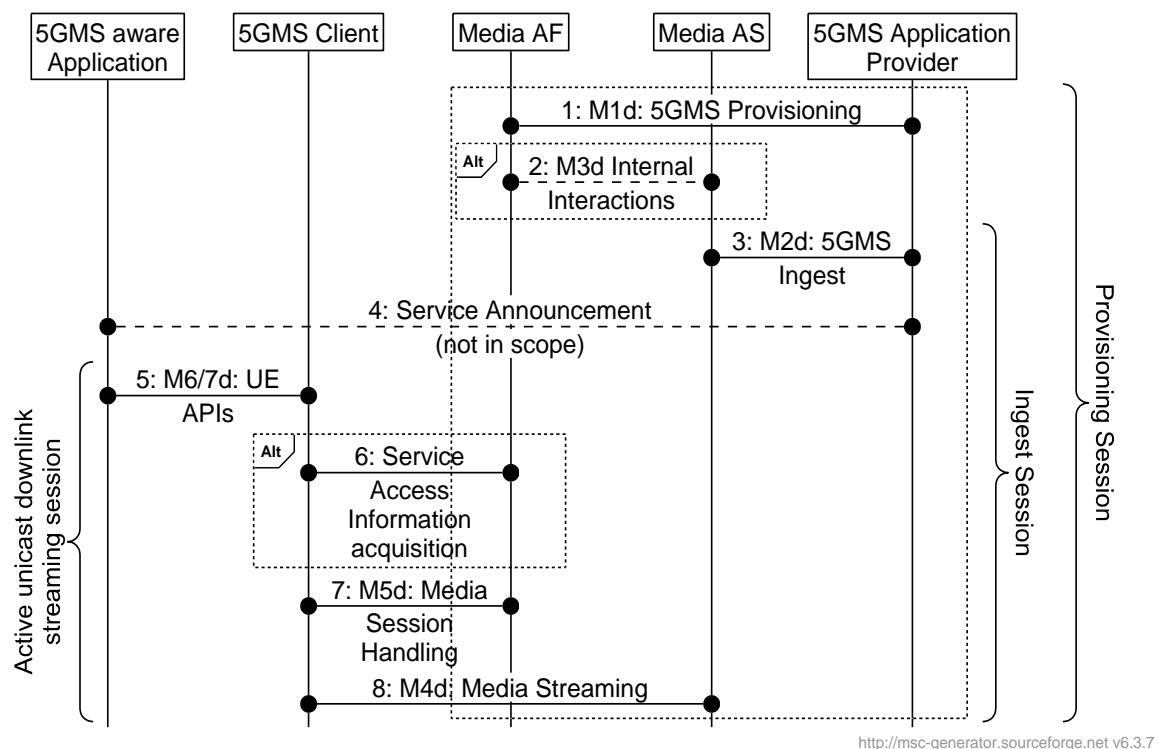 5GMS aware
Application
5GMS Client
Media AF
Media AS
5GMS Application
Provider
1: M1d: 5GMS Provisioning
Alt
2: M3d Internal
Interactions
3: M2d: 5GMS
Ingest
4: Service Announcement
(not in scope)
5: M6/7d: UE
APIs
Alt
6: Service
Access
Information
acquisition
7: M5d: Media
Session
Handling
8: M4d: Media Streaming
Active unicast downlink
streaming session
Ingest Session
Provisioning Session
http://msc-generator.sourceforge.net v6.3.7